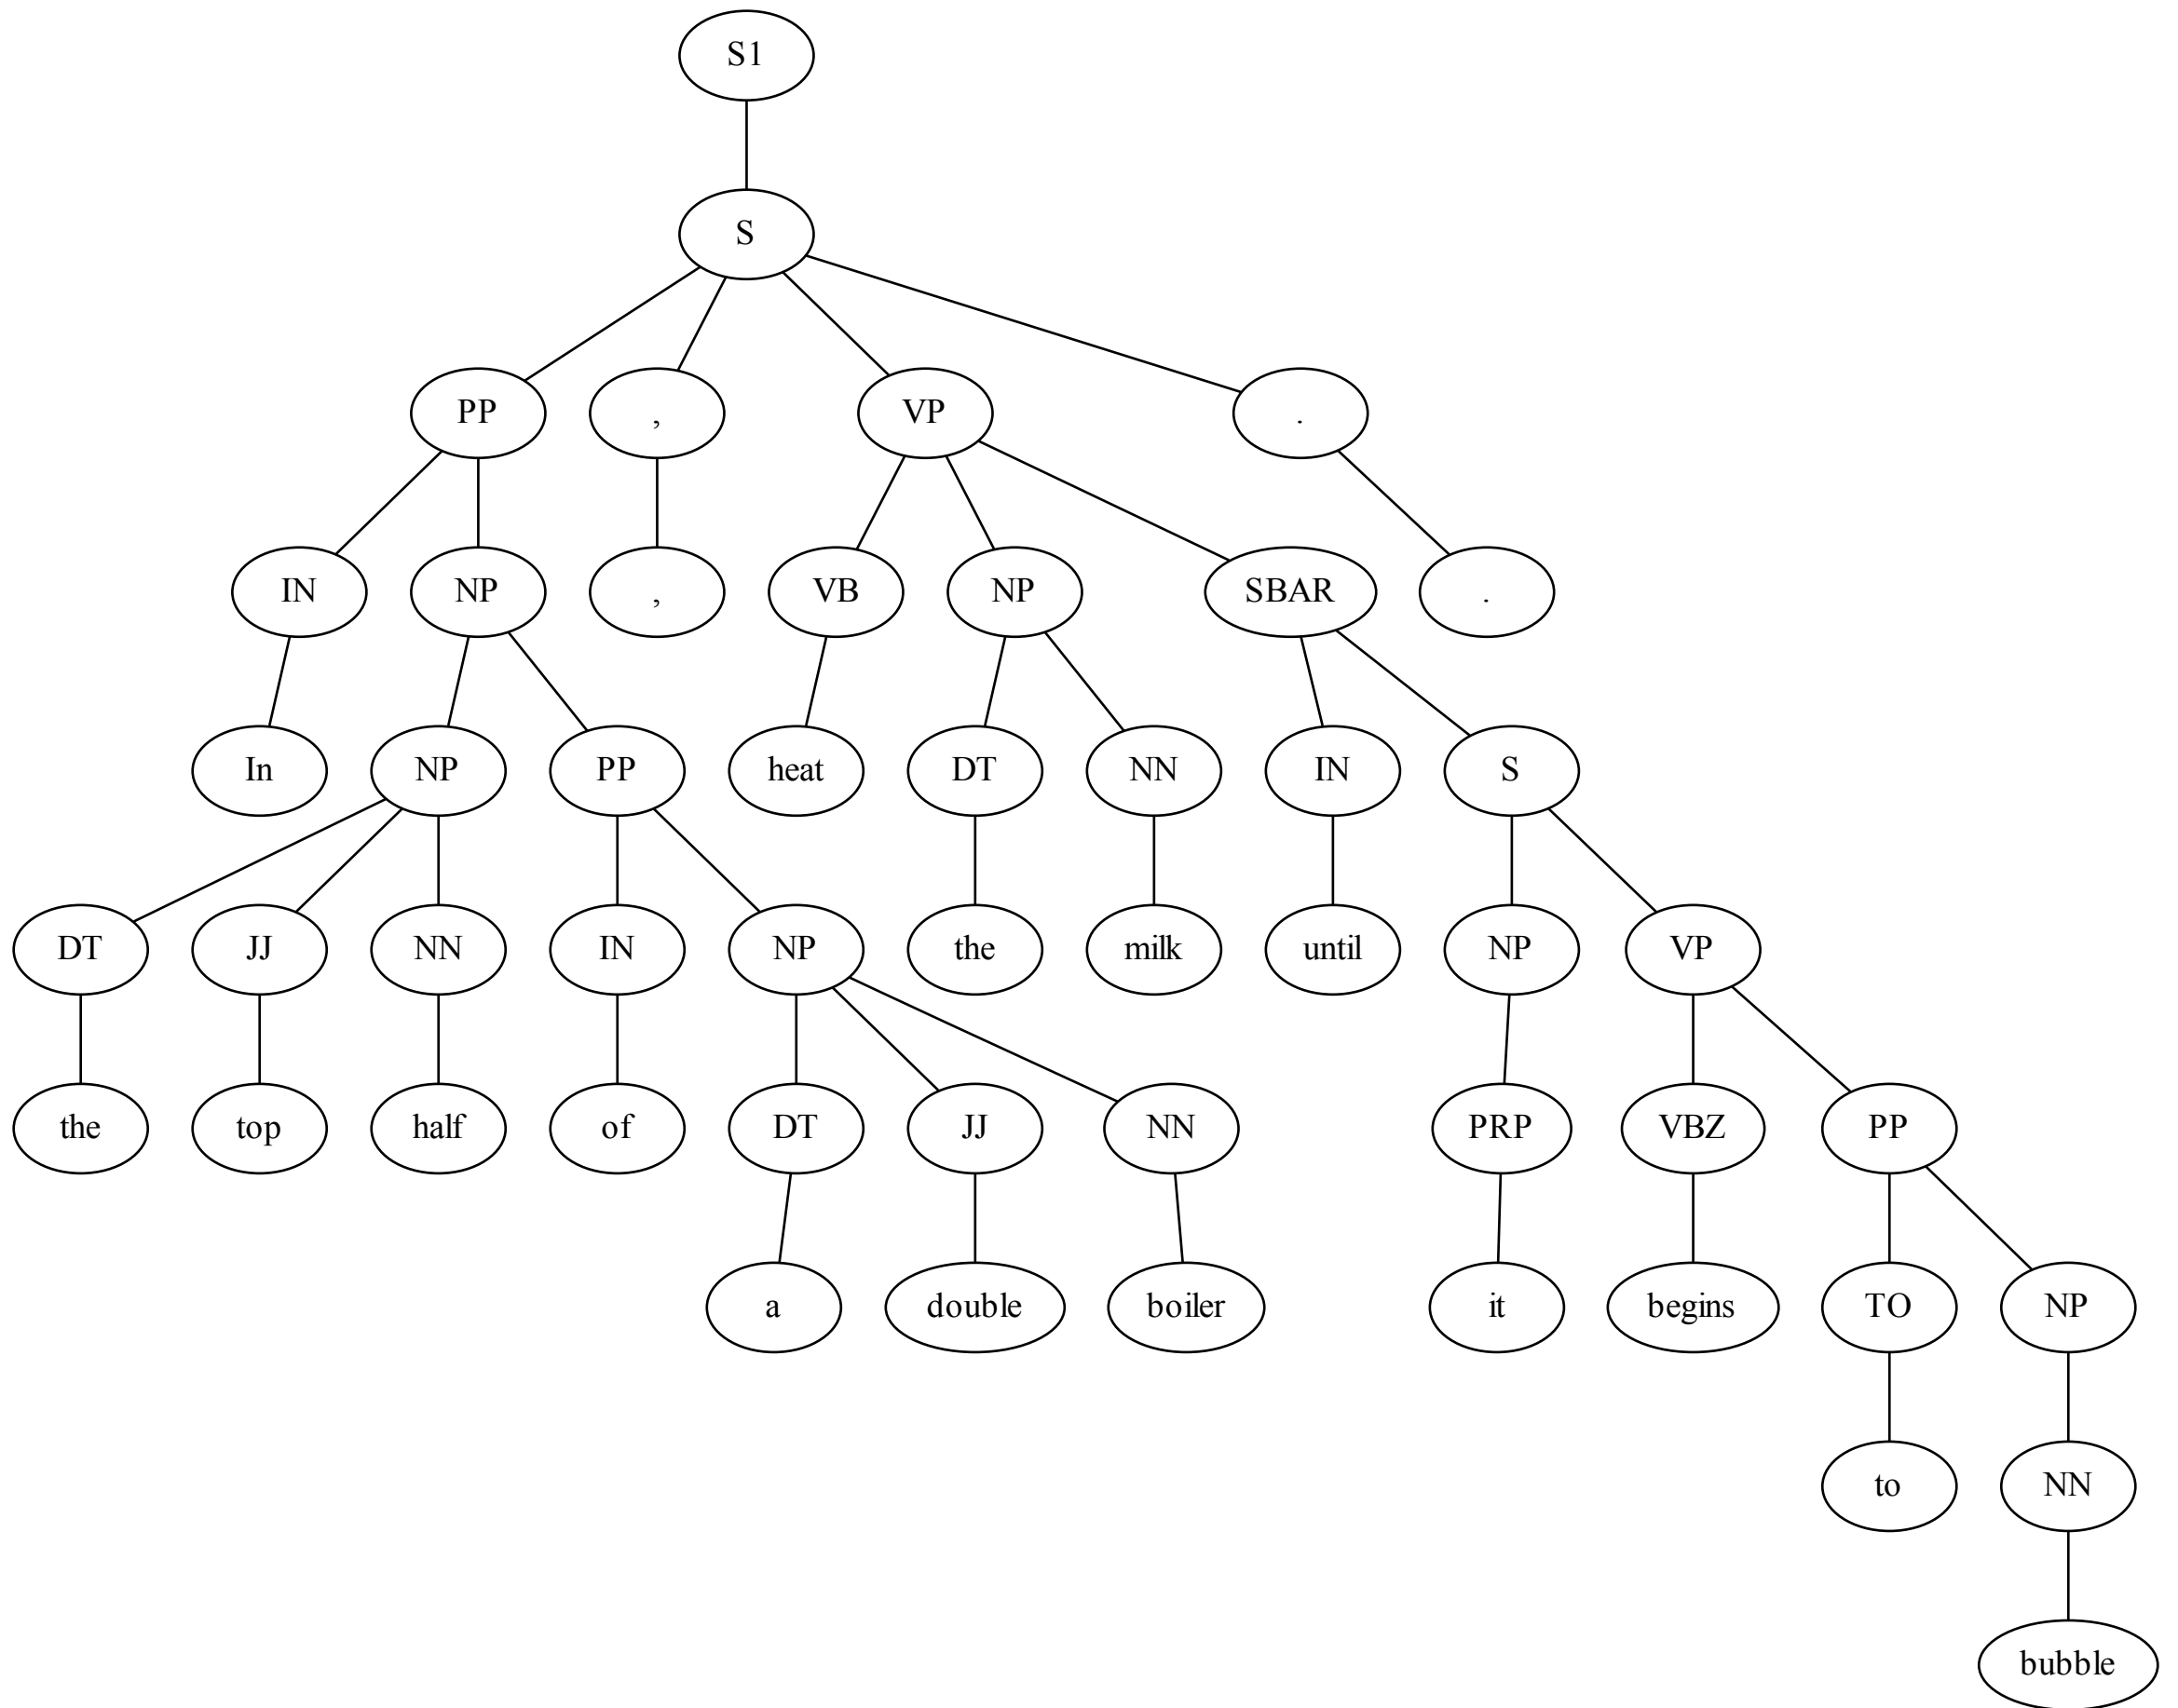 S1
S
PP , VP .
IN NP , VB NP SBAR .
In NP PP heat DT NN IN S
DT JJ NN IN NP the milk until NP VP
the top half of DT JJ NN PRP VBZ PP
a double boiler it begins TO NP
to NN
bubble